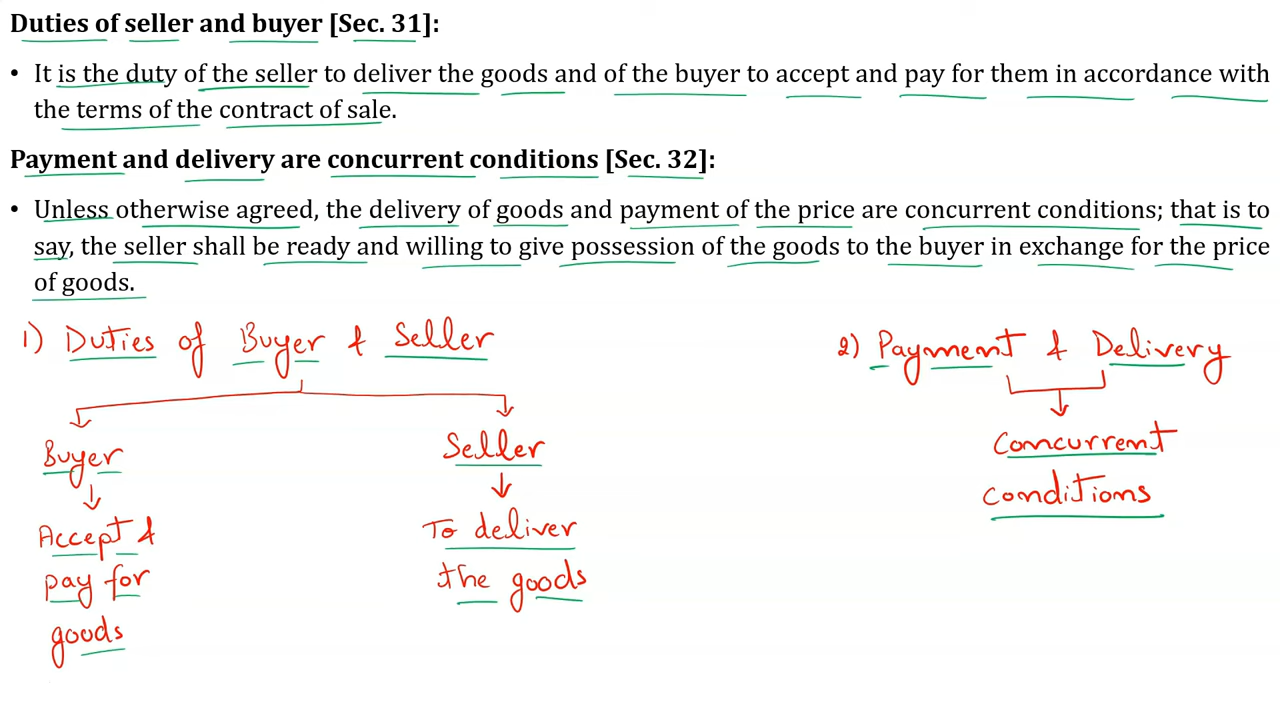 Duties of seller and buyer [Sec. 31]:
• It is the duty of the seller to deliver the goods and of the buyer to accept and pay for them in accordance with
the terms of the contract of sale.
Payment and delivery are concurrent conditions [Sec. 32]:
• Unless otherwise agreed, the delivery of goods and payment of the price are concurrent conditions; that is to
say, the seller shall be ready and willing to give possession of the goods to the buyer in exchange for the price
of goods.
1) Duties of Buyer & Seller
Buyer
Accept &
pay for
goods
Seller
To deliver
the goods
2) Payment & Delivery
Concurrent
conditions